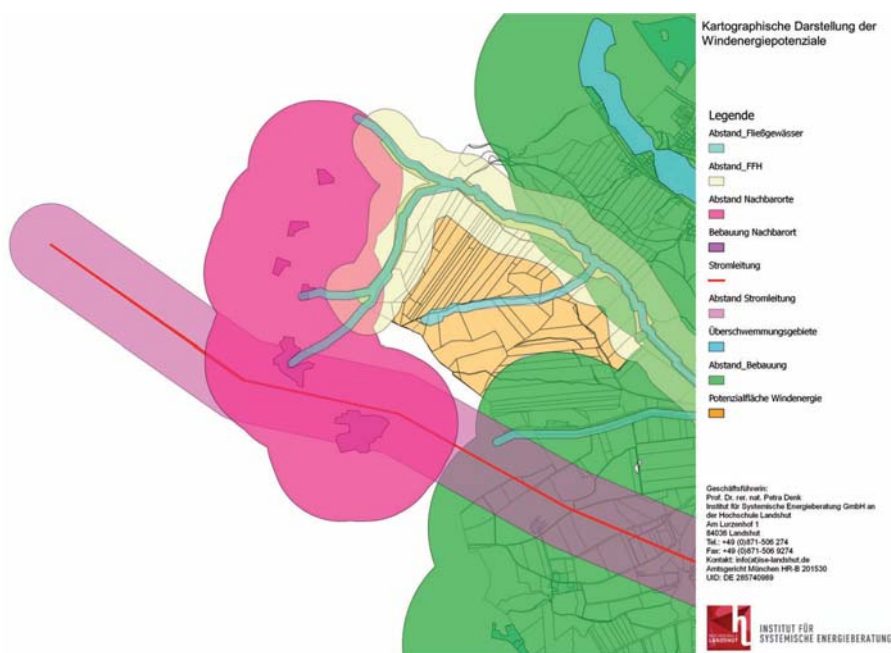 Kartographische Darstellung der
Windenergiepotenziale
Legende
Abstand_Fließgewässer
Abstand_FFH
Abstand Nachbarorte
Bebauung Nachbarort
Stromleitung
Abstand Stromleitung
Überschwemmungsgebiete
Abstand_Bebauung
Potenzialfläche Windenergie
Geschäftsführerin:
Prof. Dr. rer. nat. Petra Denk
Institut für Systemische Energieberatung GmbH an
der Hochschule Landshut
Am Lurzenhof 1
84036 Landshut
Tel.: +49 (0)871-506 274
Fax: +49 (0)871-506 9274
Kontakt: info(at)ise-landshut.de
Amtsgericht München HR-B 201530
UID: DE 285740989
HOCHSCHULE
LANDSHUT
INSTITUT FÜR
SYSTEMISCHE ENERGIEBERATUNG